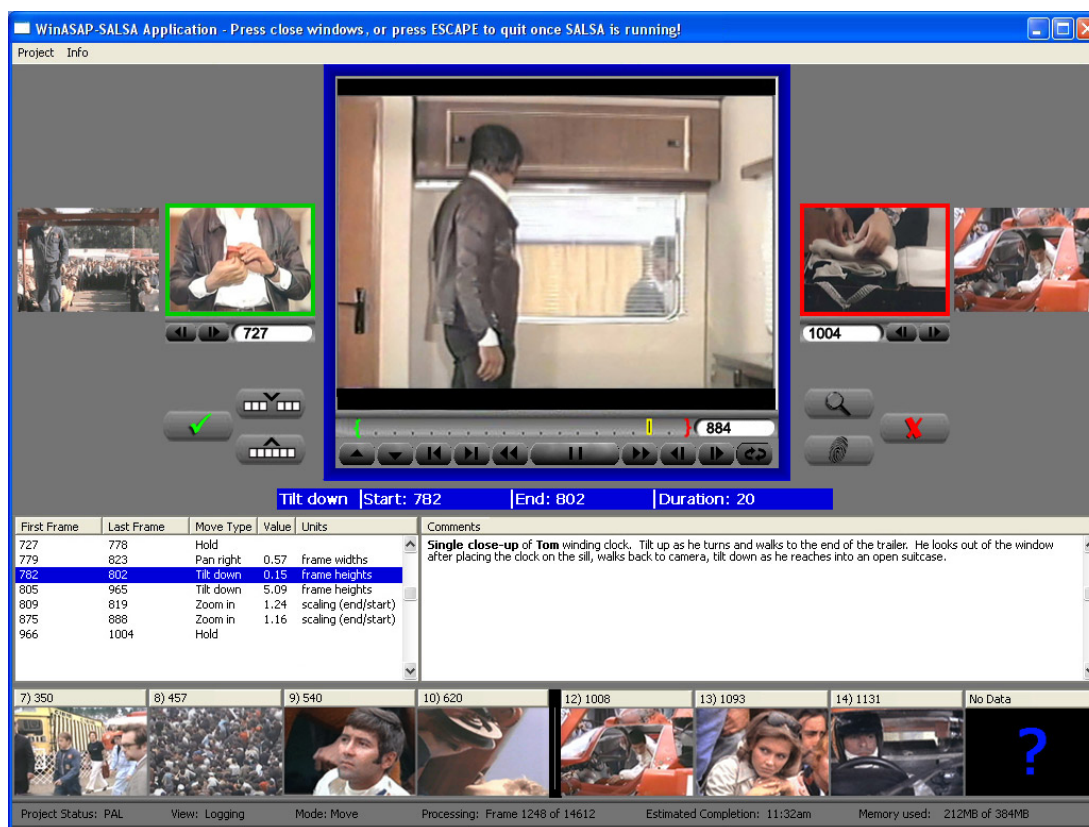 WinASAP-SALSA Application - Press close windows, or press ESCAPE to quit once SALSA is running!
Project Info
727
1004
884
Tilt down Start: 782 End: 802 Duration: 20
First Frame Last Frame Move Type Value Units
727 778 Hold
779 823 Pan right 0.57 frame widths
782 802 Tilt down 0.15 frame heights
805 965 Tilt down 5.09 frame heights
809 819 Zoom in 1.24 scaling (end/start)
875 888 Zoom in 1.16 scaling (end/start)
966 1004 Hold
Comments
Single close-up of Tom winding clock. Tilt up as he turns and walks to the end of the trailer. He looks out of the window
after placing the clock on the sill, walks back to camera, tilt down as he reaches into an open suitcase.
7) 350 8) 457 9) 540 10) 620 12) 1008 13) 1093 14) 1131 No Data
?
Project Status: PAL View: Logging Mode: Move Processing: Frame 1248 of 14612 Estimated Completion: 11:32am Memory used: 212MB of 384MB